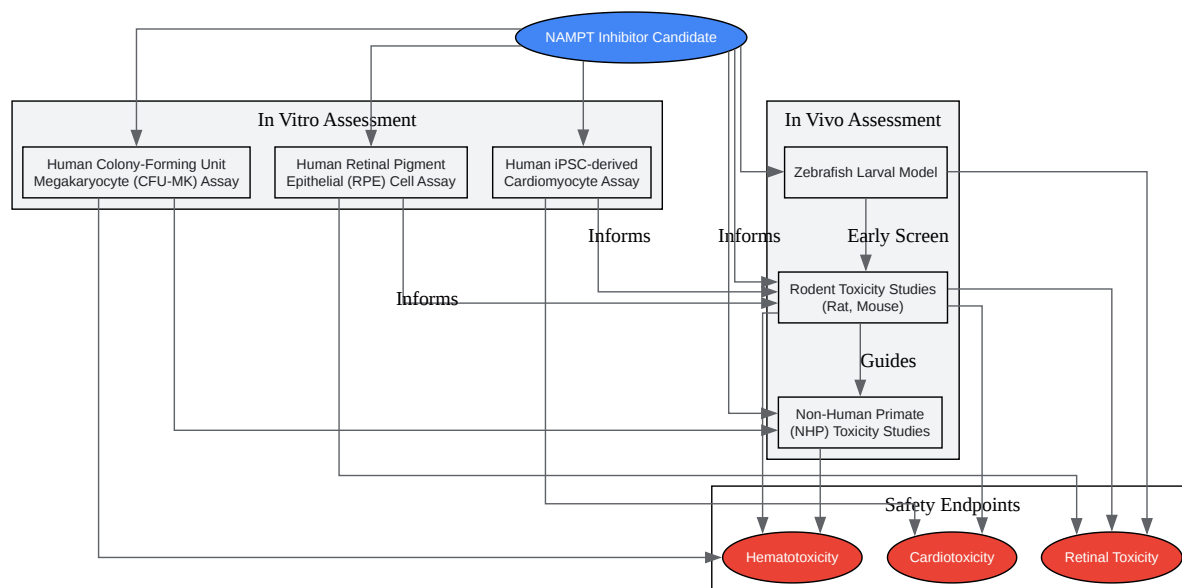 NAMPT Inhibitor Candidate
In Vitro Assessment
In Vivo Assessment
Human Colony-Forming Unit
Megakaryocyte (CFU-MK) Assay
Human Retinal Pigment
Epithelial (RPE) Cell Assay
Human iPSC-derived
Cardiomyocyte Assay
Zebrafish Larval Model
Informs
Informs
Early Screen
Informs
Rodent Toxicity Studies
(Rat, Mouse)
Guides
Non-Human Primate
(NHP) Toxicity Studies
Safety Endpoints
Hematotoxicity
Cardiotoxicity
Retinal Toxicity